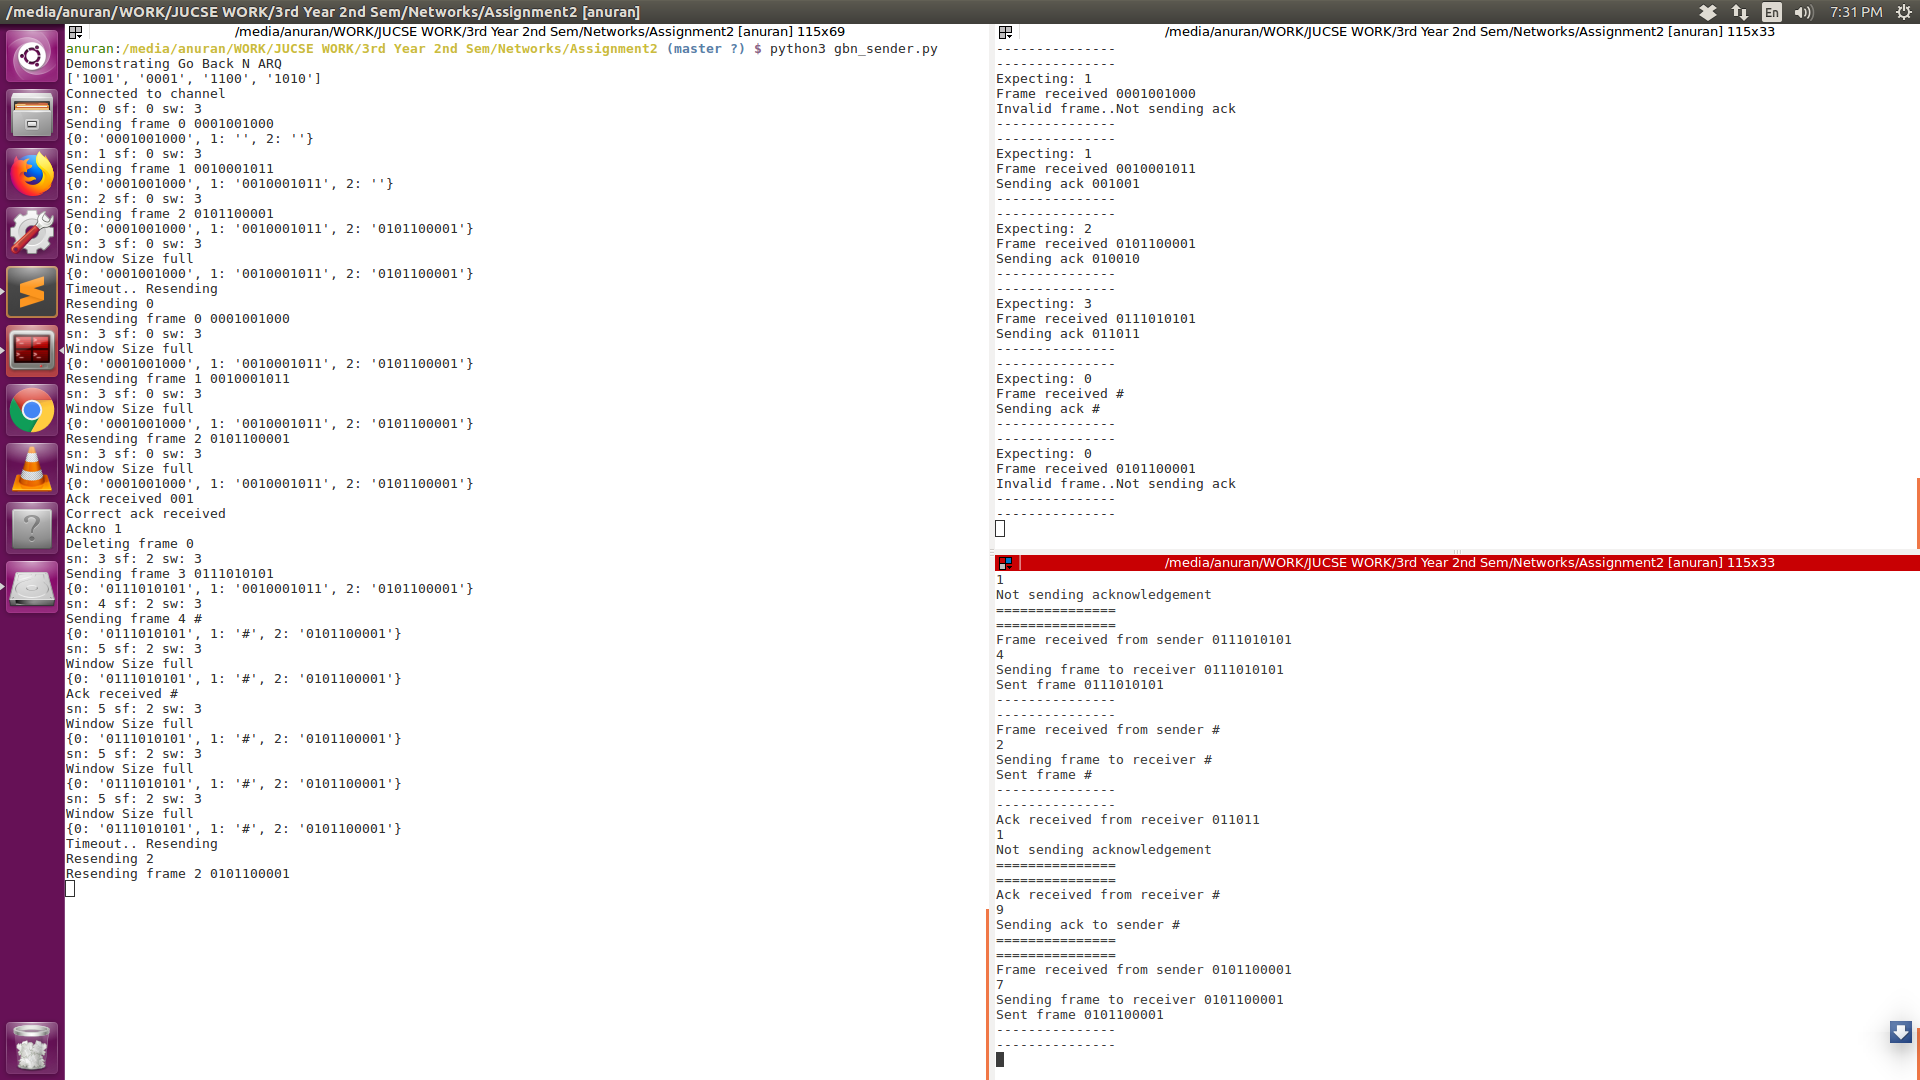 /media/anuran/WORK/JUCSE WORK/3rd Year 2nd Sem/Networks/Assignment2 [anuran]
En
7:31 PM
/media/anuran/WORK/JUCSE WORK/3rd Year 2nd Sem/Networks/Assignment2 [anuran] 115x69
anuran:/media/anuran/WORK/JUCSE WORK/3rd Year 2nd Sem/Networks/Assignment2 (master ?) $ python3 gbn_sender.py
Demonstrating Go Back N ARQ
['1001', '0001', '1100', '1010']
Connected to channel
sn: 0 sf: 0 sw: 3
Sending frame 0 0001001000
{0: '0001001000', 1: '', 2: ''}
sn: 1 sf: 0 sw: 3
Sending frame 1 0010001011
{0: '0001001000', 1: '0010001011', 2: ''}
sn: 2 sf: 0 sw: 3
Sending frame 2 0101100001
{0: '0001001000', 1: '0010001011', 2: '0101100001'}
sn: 3 sf: 0 sw: 3
Window Size full
{0: '0001001000', 1: '0010001011', 2: '0101100001'}
Timeout.. Resending
Resending 0
Resending frame 0 0001001000
sn: 3 sf: 0 sw: 3
Window Size full
{0: '0001001000', 1: '0010001011', 2: '0101100001'}
Resending frame 1 0010001011
sn: 3 sf: 0 sw: 3
Window Size full
{0: '0001001000', 1: '0010001011', 2: '0101100001'}
Resending frame 2 0101100001
sn: 3 sf: 0 sw: 3
Window Size full
{0: '0001001000', 1: '0010001011', 2: '0101100001'}
Ack received 001
Correct ack received
Ackno 1
Deleting frame 0
sn: 3 sf: 2 sw: 3
Sending frame 3 0111010101
{0: '0111010101', 1: '0010001011', 2: '0101100001'}
sn: 4 sf: 2 sw: 3
Sending frame 4 #
{0: '0111010101', 1: '#', 2: '0101100001'}
sn: 5 sf: 2 sw: 3
Window Size full
{0: '0111010101', 1: '#', 2: '0101100001'}
Ack received #
sn: 5 sf: 2 sw: 3
Window Size full
{0: '0111010101', 1: '#', 2: '0101100001'}
sn: 5 sf: 2 sw: 3
Window Size full
{0: '0111010101', 1: '#', 2: '0101100001'}
sn: 5 sf: 2 sw: 3
Window Size full
{0: '0111010101', 1: '#', 2: '0101100001'}
Timeout.. Resending
Resending 2
Resending frame 2 0101100001
/media/anuran/WORK/JUCSE WORK/3rd Year 2nd Sem/Networks/Assignment2 [anuran] 115x33
---------------
---------------
Expecting: 1
Frame received 0001001000
Invalid frame..Not sending ack
---------------
---------------
Expecting: 1
Frame received 0010001011
Sending ack 001001
---------------
---------------
Expecting: 2
Frame received 0101100001
Sending ack 010010
---------------
---------------
Expecting: 3
Frame received 0111010101
Sending ack 011011
---------------
---------------
Expecting: 0
Frame received #
Sending ack #
---------------
---------------
Expecting: 0
Frame received 0101100001
Invalid frame..Not sending ack
---------------
---------------
/media/anuran/WORK/JUCSE WORK/3rd Year 2nd Sem/Networks/Assignment2 [anuran] 115x33
1
Not sending acknowledgement
===============
===============
Frame received from sender 0111010101
4
Sending frame to receiver 0111010101
Sent frame 0111010101
---------------
---------------
Frame received from sender #
2
Sending frame to receiver #
Sent frame #
---------------
---------------
Ack received from receiver 011011
1
Not sending acknowledgement
===============
===============
Ack received from receiver #
9
Sending ack to sender #
===============
===============
Frame received from sender 0101100001
7
Sending frame to receiver 0101100001
Sent frame 0101100001
---------------
---------------